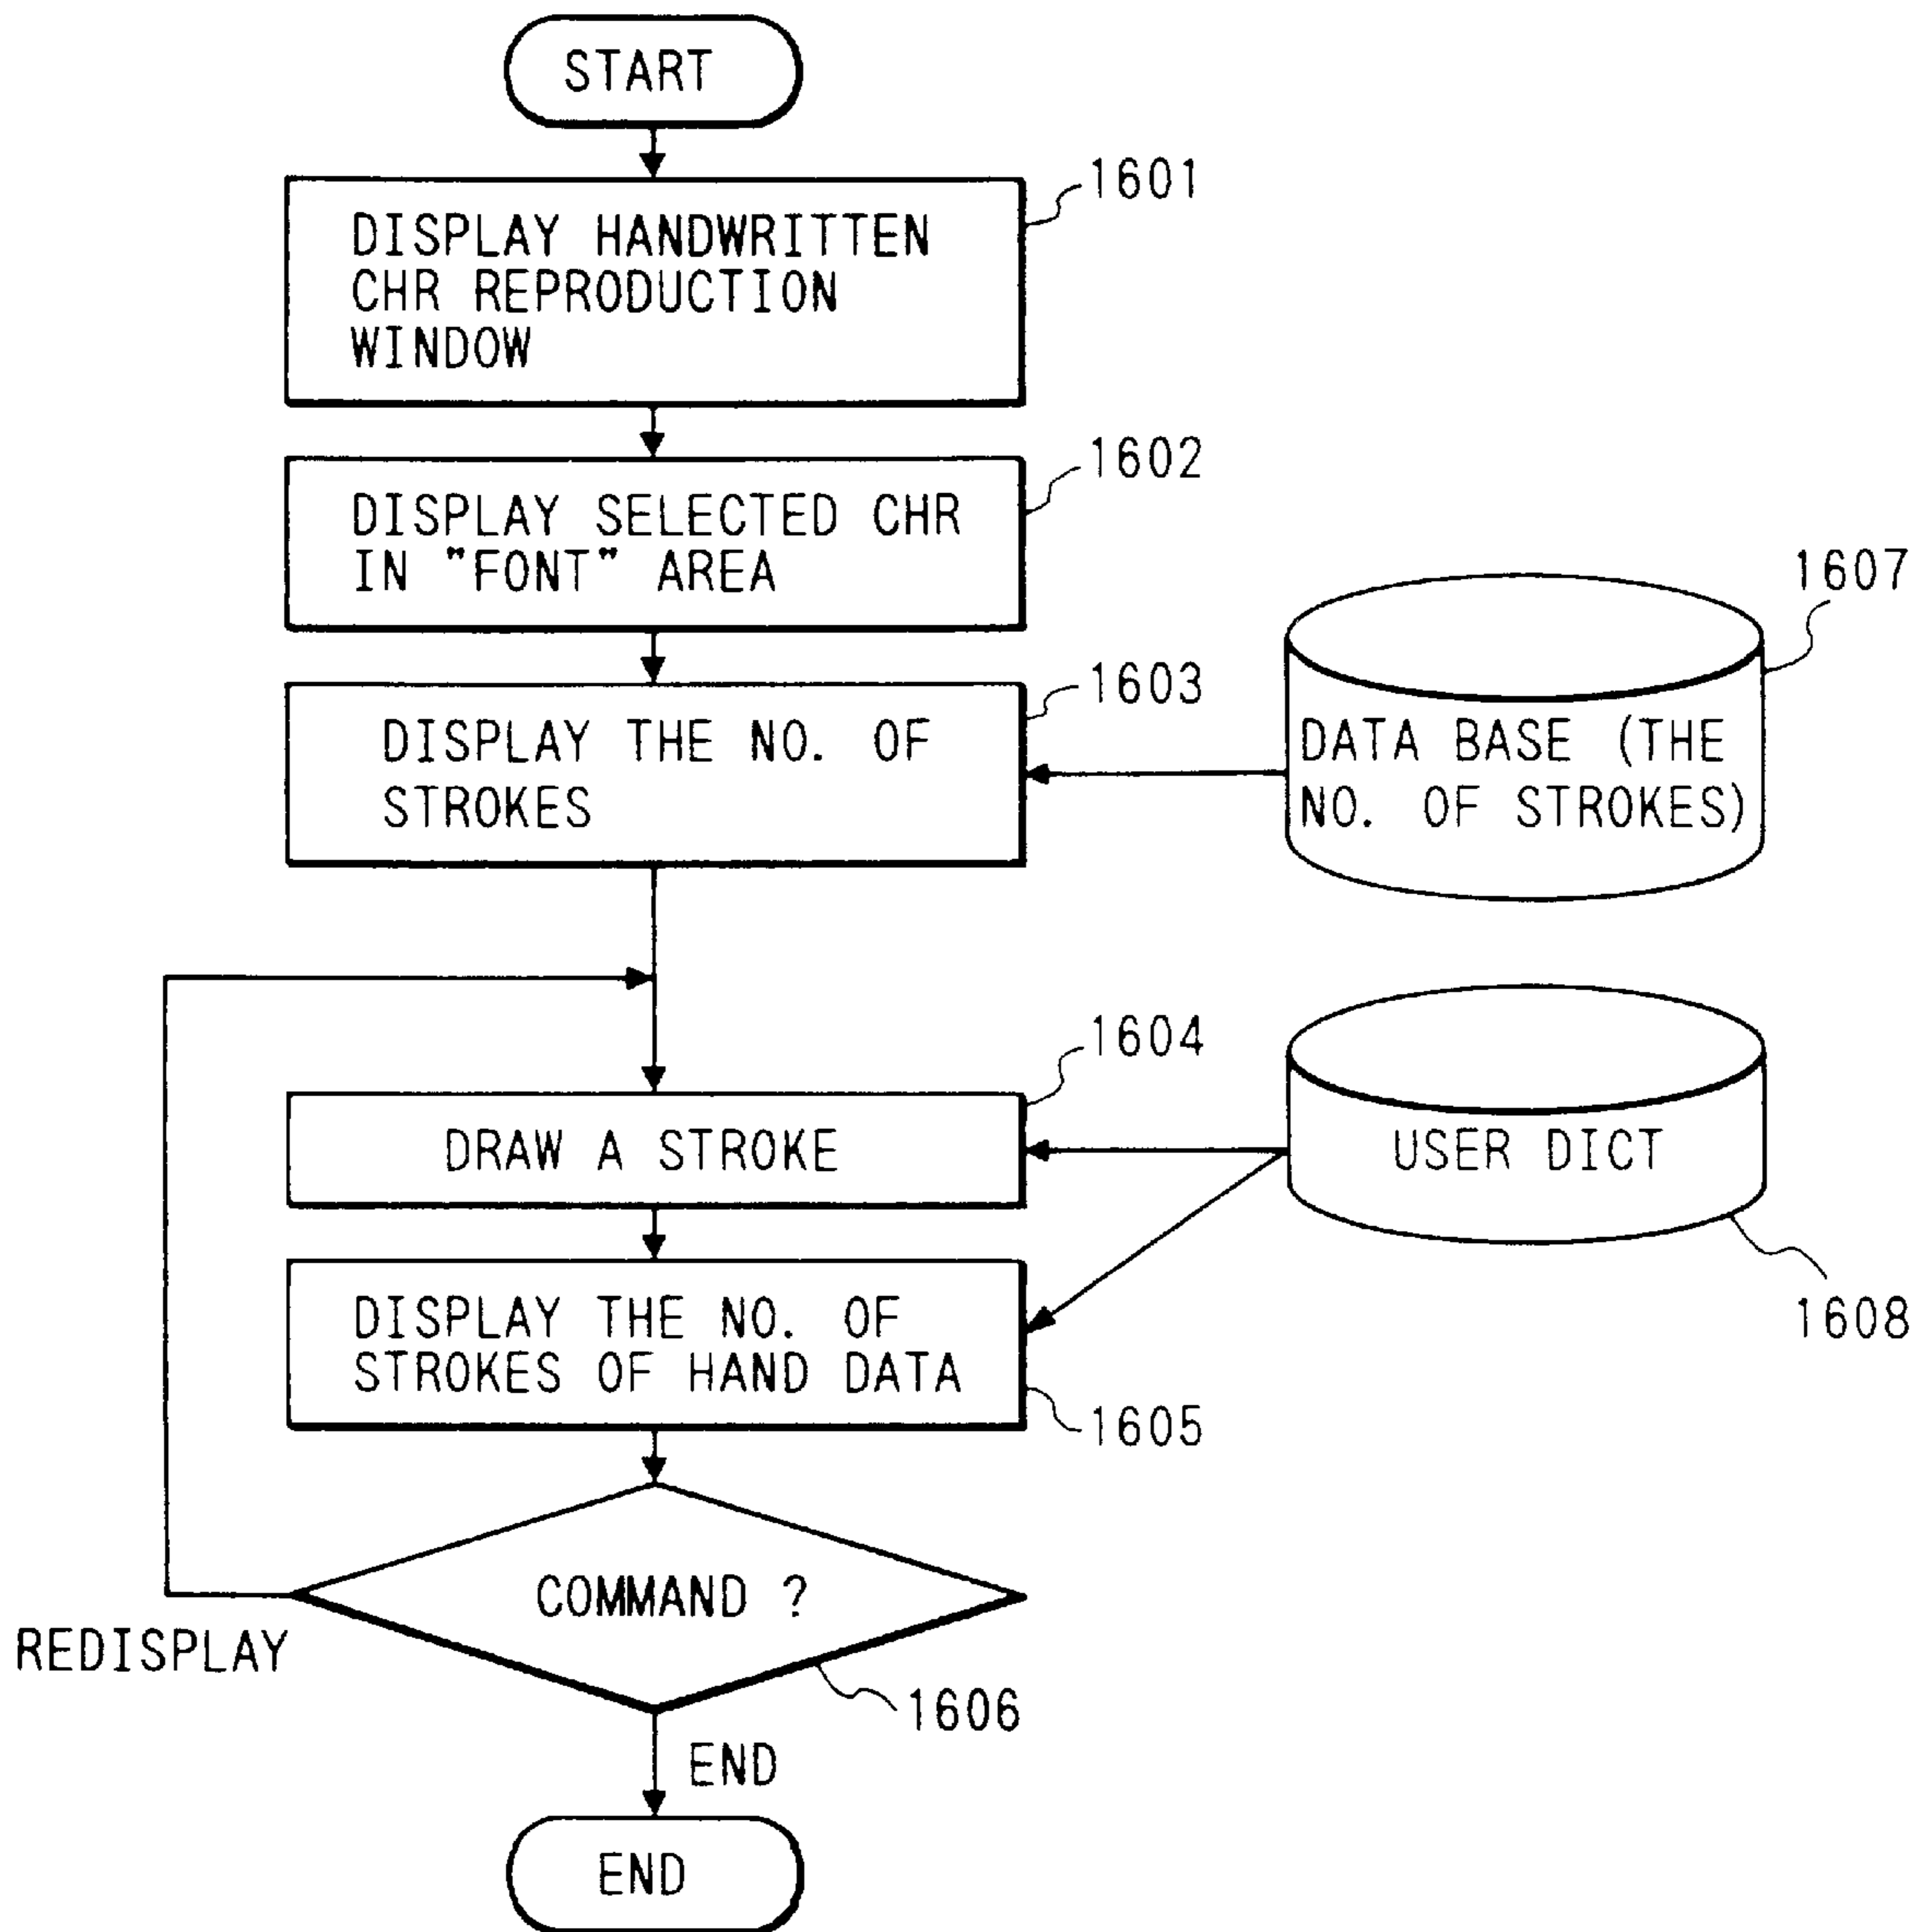 START
1601
DISPLAY HANDWRITTEN
CHR REPRODUCTION
WINDOW
1602
DISPLAY SELECTED CHR
IN "FONT" AREA
1607
1603
DISPLAY THE NO. OF
STROKES
DATA BASE (THE
NO. OF STROKES)
1604
DRAW A STROKE
USER DICT
1608
DISPLAY THE NO. OF
STROKES OF HAND DATA
1605
COMMAND ?
REDISPLAY
1606
END
END